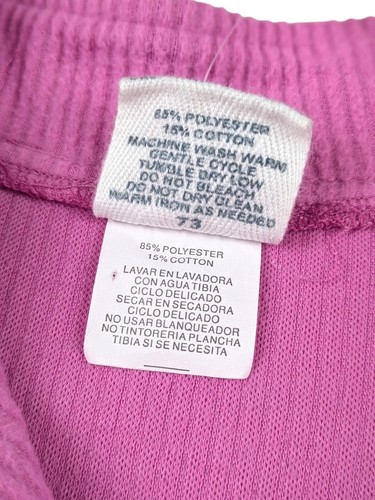 85% POLYESTER
15% COTTON
MACHINE WASH WARM
GENTLE CYCLE
TUMBLE DRY LOW
DO NOT BLEACH
DO NOT DRY CLEAN
WARM IRON AS NEEDED
73
85% POLYESTER
15% COTTON
LAVAR EN LAVADORA
CON AGUA TIBIA
CICLO DELICADO
SECAR EN SECADORA
CICLO DELICADO
NO USAR BLANQUEADOR
NO TINTORERIA PLANCHA
TIBIA SI SE NECESITA